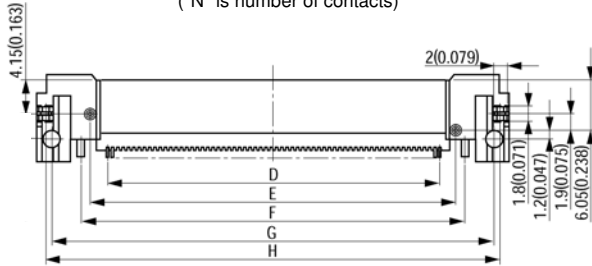 ("N" is number of contacts)
4.15(0.163)
2(0.079)
1.8(0.071)
1.2(0.047)
1.9(0.075)
6.05(0.238)
D
E
F
G
H